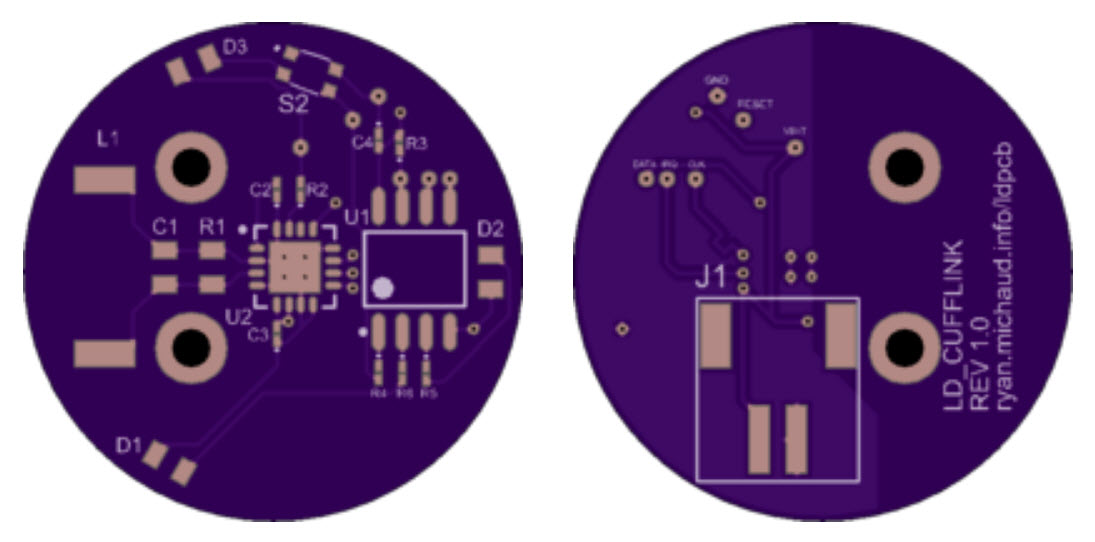 D3
S2
L1
C4
R3
C2
R2
U1
C1
R1
D2
U2
C3
R4
R6
R5
D1
GND
RESET
VBAT
DATA
IRQ
CLK
J1
LD_CUFFLINK
REV 1.0
ryan.michaud.info/ldpcb